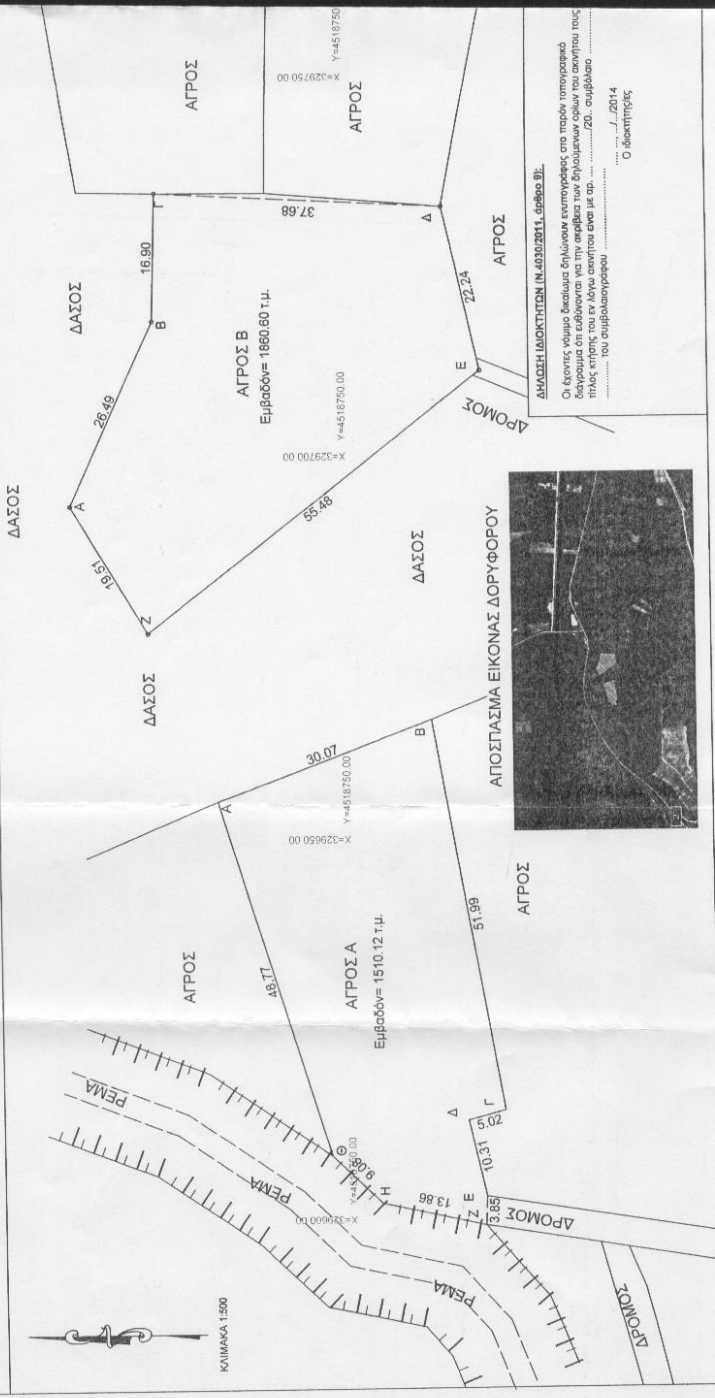 ΚΛΙΜΑΚΑ 1:500
ΡΕΜΑ
ΡΕΜΑ
ΡΕΜΑ
ΔΡΟΜΟΣ
ΔΡΟΜΟΣ
ΑΓΡΟΣ
ΑΓΡΟΣ Α
Εμβαδόν= 1510.12 τ.μ.
Α
Β
Γ
Δ
Ε
Ζ
Η
Θ
30.07
51.99
5.02
10.31
3.85
13.86
9.08
48.77
Χ=329600 00
Χ=329650 00
Υ=4518750.00
ΑΓΡΟΣ
ΔΑΣΟΣ
ΔΑΣΟΣ
ΔΑΣΟΣ
ΔΑΣΟΣ
ΑΓΡΟΣ Β
Εμβαδόν= 1860.60 τ.μ.
Α
Β
Γ
Δ
Ε
Ζ
26.49
16.90
37.68
22.24
55.48
19.51
Χ=329700 00
Υ=4518750.00
ΔΡΟΜΟΣ
ΑΓΡΟΣ
ΑΓΡΟΣ
ΑΓΡΟΣ
Χ=329750 00
Υ=4518750
ΑΠΟΣΠΑΣΜΑ ΕΙΚΟΝΑΣ ΔΟΡΥΦΟΡΟΥ
ΔΗΛΩΣΗ ΙΔΙΟΚΤΗΤΩΝ (Ν.4030/2011, άρθρο 9):
Οι έχοντες νόμιμο δικαίωμα δηλώνουν ενυπογράφως στο παρόν τοπογραφικό
διάγραμμα ότι ευθύνονται για την ακρίβεια των δηλούμενων ορίων του ακινήτου τους
τίτλος κτήσης του εν λόγω ακινήτου είναι με αρ. .... ........../20.. συμβόλαιο
.............. του συμβολαιογράφου ..............................
..... ..../.../2014
Ο ιδιοκτήτης/ες